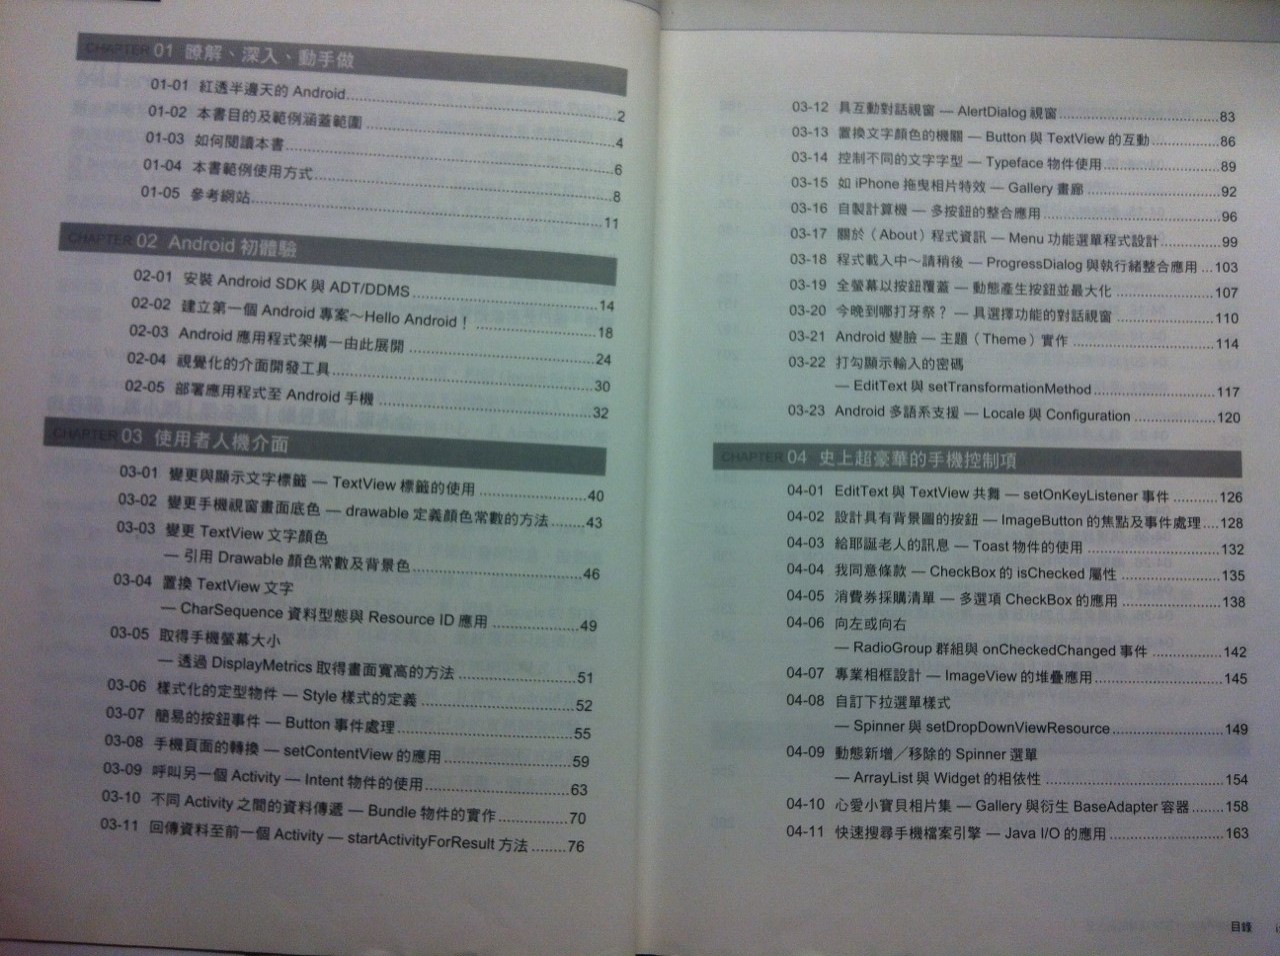 CHAPTER 01 瞭解、深入、動手做
01-01 紅透半邊天的 Android 2
01-02 本書目的及範例涵蓋範圍 4
01-03 如何閱讀本書 6
01-04 本書範例使用方式 8
01-05 參考網站 11
CHAPTER 02 Android 初體驗
02-01 安裝 Android SDK 與 ADT/DDMS 14
02-02 建立第一個 Android 專案～Hello Android！ 18
02-03 Android 應用程式架構—由此展開 24
02-04 視覺化的介面開發工具 30
02-05 部署應用程式至 Android 手機 32
CHAPTER 03 使用者人機介面
03-01 變更與顯示文字標籤 — TextView 標籤的使用 40
03-02 變更手機視窗畫面底色 — drawable 定義顏色常數的方法 43
03-03 變更 TextView 文字顏色
— 引用 Drawable 顏色常數及背景色 46
03-04 置換 TextView 文字
— CharSequence 資料型態與 Resource ID 應用 49
03-05 取得手機螢幕大小
— 透過 DisplayMetrics 取得畫面寬高的方法 51
03-06 樣式化的定型物件 — Style 樣式的定義 52
03-07 簡易的按鈕事件 — Button 事件處理 55
03-08 手機頁面的轉換 — setContentView 的應用 59
03-09 呼叫另一個 Activity — Intent 物件的使用 63
03-10 不同 Activity 之間的資料傳遞 — Bundle 物件的實作 70
03-11 回傳資料至前一個 Activity — startActivityForResult 方法 76
03-12 具互動對話視窗 — AlertDialog 視窗 83
03-13 置換文字顏色的機關 — Button 與 TextView 的互動 86
03-14 控制不同的文字字型 — Typeface 物件使用 89
03-15 如 iPhone 拖曳相片特效 — Gallery 畫廊 92
03-16 自製計算機 — 多按鈕的整合應用 96
03-17 關於（About）程式資訊 — Menu 功能選單程式設計 99
03-18 程式載入中～請稍後 — ProgressDialog 與執行緒整合應用 103
03-19 全螢幕以按鈕覆蓋 — 動態產生按鈕並最大化 107
03-20 今晚到哪打牙祭？ — 具選擇功能的對話視窗 110
03-21 Android 變臉 — 主題（Theme）實作 114
03-22 打勾顯示輸入的密碼
— EditText 與 setTransformationMethod 117
03-23 Android 多語系支援 — Locale 與 Configuration 120
CHAPTER 04 史上超豪華的手機控制項
04-01 EditText 與 TextView 共舞 — setOnKeyListener 事件 126
04-02 設計具有背景圖的按鈕 — ImageButton 的焦點及事件處理 128
04-03 給耶誕老人的訊息 — Toast 物件的使用 132
04-04 我同意條款 — CheckBox 的 isChecked 屬性 135
04-05 消費券採購清單 — 多選項 CheckBox 的應用 138
04-06 向左或向右
— RadioGroup 群組與 onCheckedChanged 事件 142
04-07 專業相框設計 — ImageView 的堆疊應用 145
04-08 自訂下拉選單樣式
— Spinner 與 setDropDownViewResource 149
04-09 動態新增／移除的 Spinner 選單
— ArrayList 與 Widget 的相依性 154
04-10 心愛小寶貝相片集 — Gallery 與衍生 BaseAdapter 容器 158
04-11 快速搜尋手機檔案引擎 — Java I/O 的應用 163
目錄